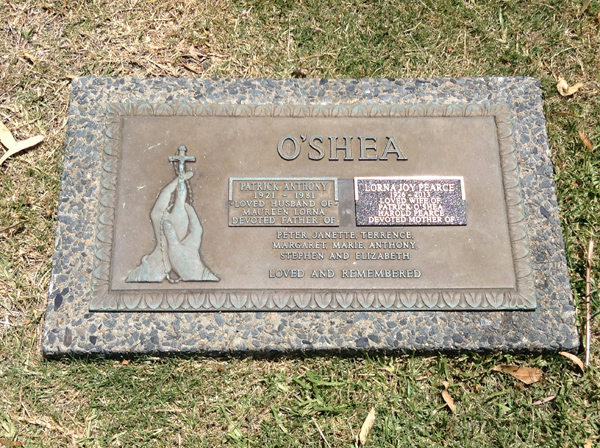 O'SHEA
PATRICK ANTHONY
1921 - 1981
LOVED HUSBAND OF
MAUREEN LORNA
DEVOTED FATHER OF
LORNA JOY PEARCE
- 2013
LOVED WIFE OF
PATRICK O'SHEA
HAROLD PEARCE
DEVOTED MOTHER OF
PETER, JANETTE, TERRENCE,
MARGARET, MARIE, ANTHONY,
STEPHEN AND ELIZABETH
LOVED AND REMEMBERED